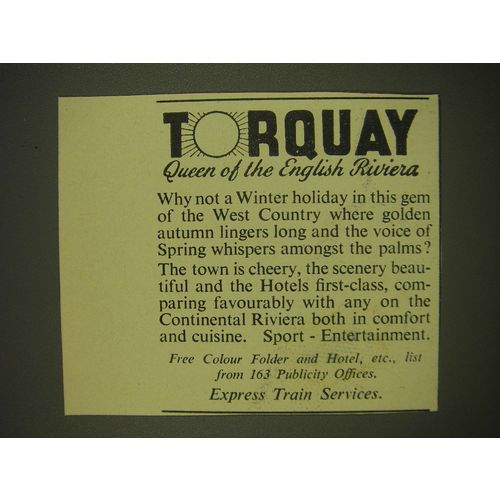 TORQUAY
Queen of the English Riviera
Why not a Winter holiday in this gem
of the West Country where golden
autumn lingers long and the voice of
Spring whispers amongst the palms?
The town is cheery, the scenery beau-
tiful and the Hotels first-class, com-
paring favourably with any on the
Continental Riviera both in comfort
and cuisine. Sport - Entertainment.
Free Colour Folder and Hotel, etc., list
from 163 Publicity Offices.
Express Train Services.